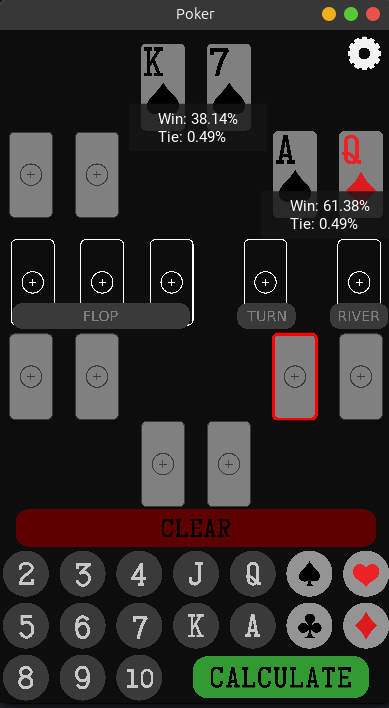 Poker
K 7
Win: 38.14%
Tie: 0.49%
A Q
Win: 61.38%
Tie: 0.49%
FLOP TURN RIVER
CLEAR
2 3 4 J Q
5 6 7 K A
8 9 10 CALCULATE